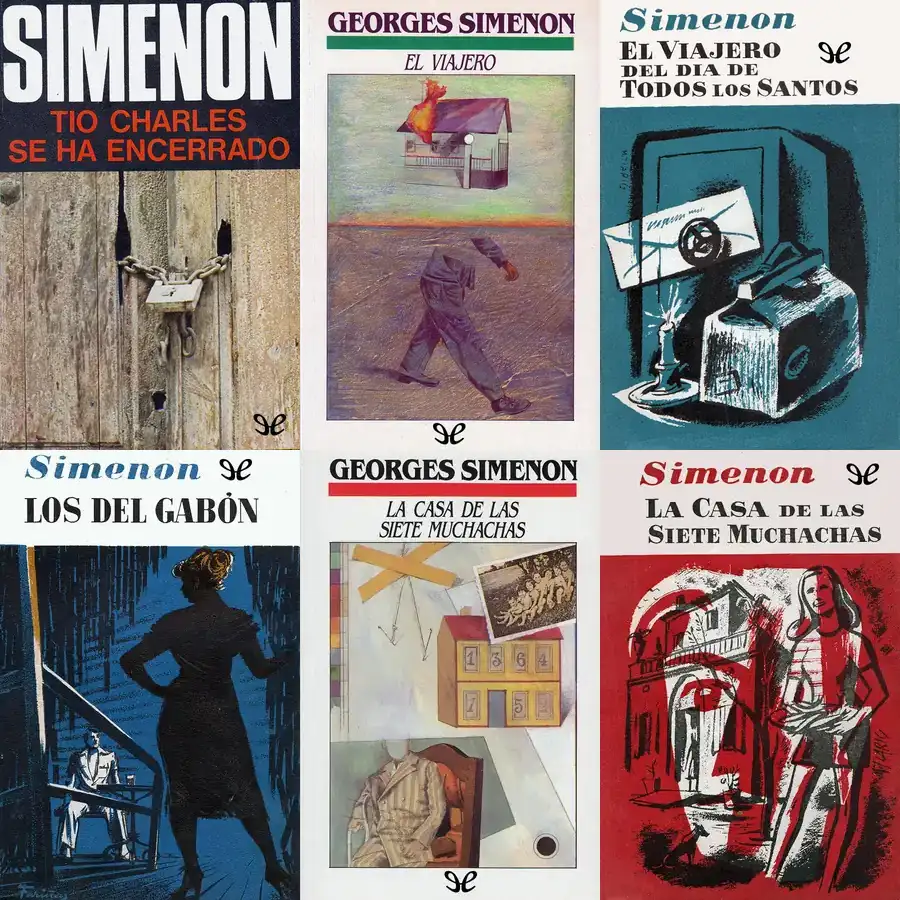 SIMENON
TIO CHARLES
SE HA ENCERRADO
GEORGES SIMENON
EL VIAJERO
Simenon
EL VIAJERO
DEL DIA DE
TODOS LOS SANTOS
Simenon
LOS DEL GABÓN
GEORGES SIMENON
LA CASA DE LAS
SIETE MUCHACHAS
1 3 6 4
Simenon
LA CASA DE LAS
SIETE MUCHACHAS